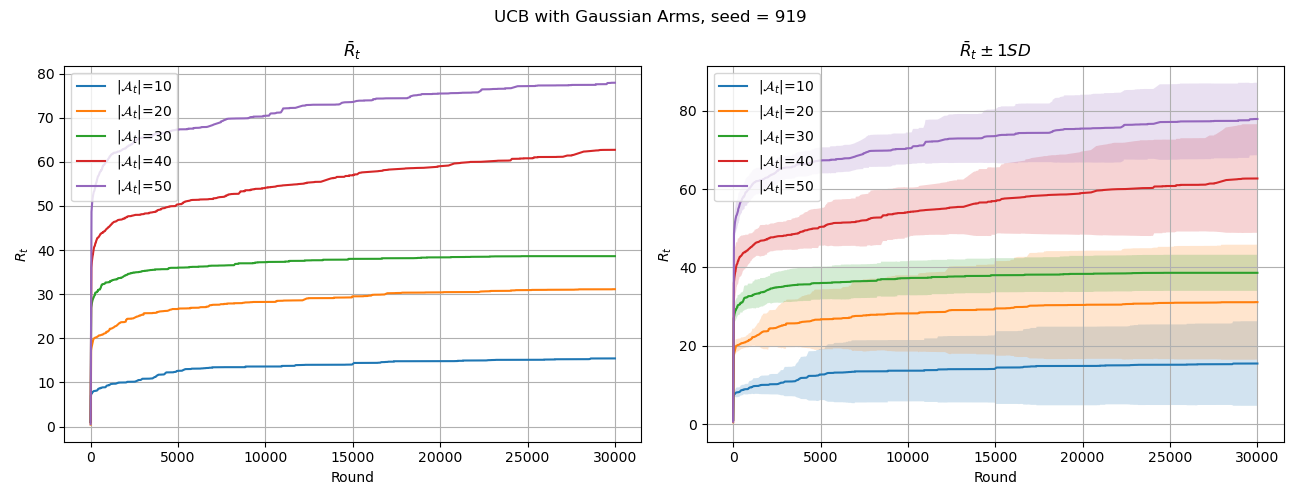 UCB with Gaussian Arms, seed = 919
R̄ₜ
80
70
60
50
40
30
20
10
0
Rₜ
|𝒜ₜ|=10
|𝒜ₜ|=20
|𝒜ₜ|=30
|𝒜ₜ|=40
|𝒜ₜ|=50
0 5000 10000 15000 20000 25000 30000
Round
R̄ₜ ± 1SD
80
60
40
20
0
Rₜ
|𝒜ₜ|=10
|𝒜ₜ|=20
|𝒜ₜ|=30
|𝒜ₜ|=40
|𝒜ₜ|=50
0 5000 10000 15000 20000 25000 30000
Round